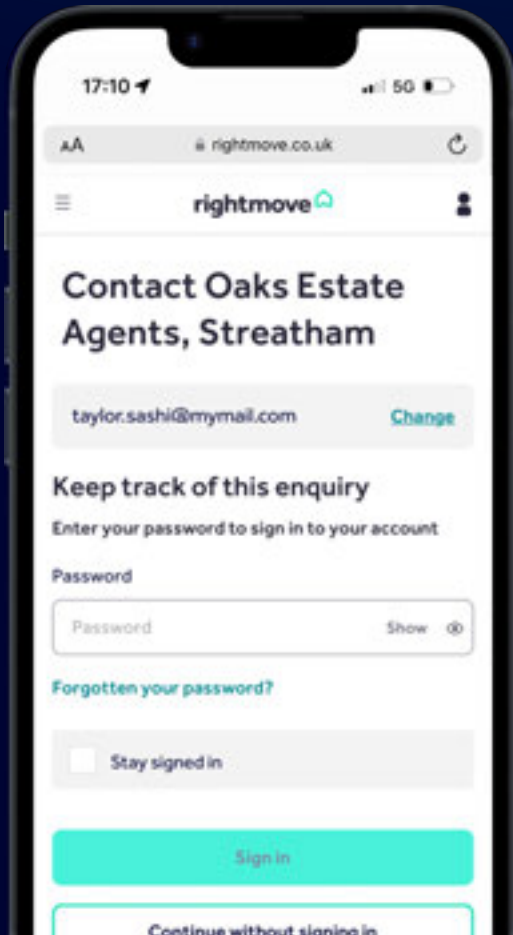 17:10
5G
AA rightmove.co.uk
rightmove
Contact Oaks Estate
Agents, Streatham
taylor.sashi@mymail.com Change
Keep track of this enquiry
Enter your password to sign in to your account
Password
Password Show
Forgotten your password?
Stay signed in
Sign in
Continue without signing in